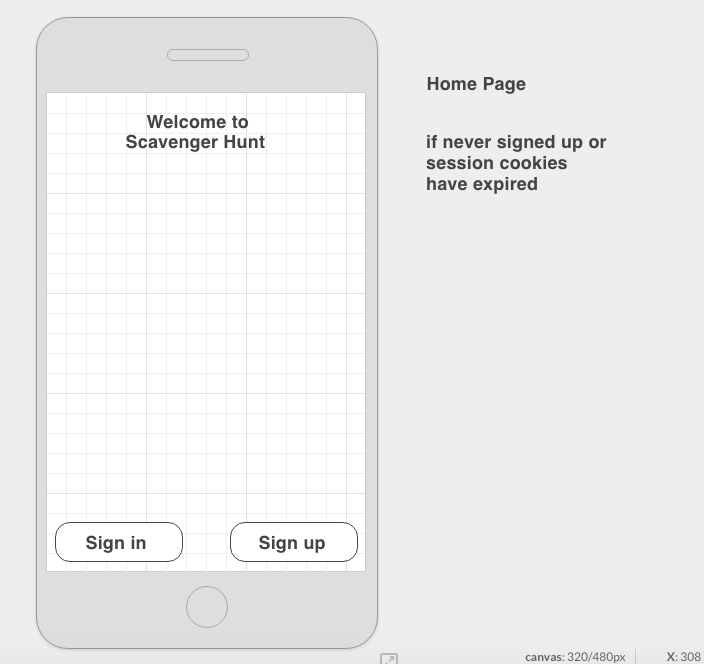 Welcome to
Scavenger Hunt
Sign in
Sign up
Home Page
if never signed up or
session cookies
have expired
canvas: 320/480px
X: 308